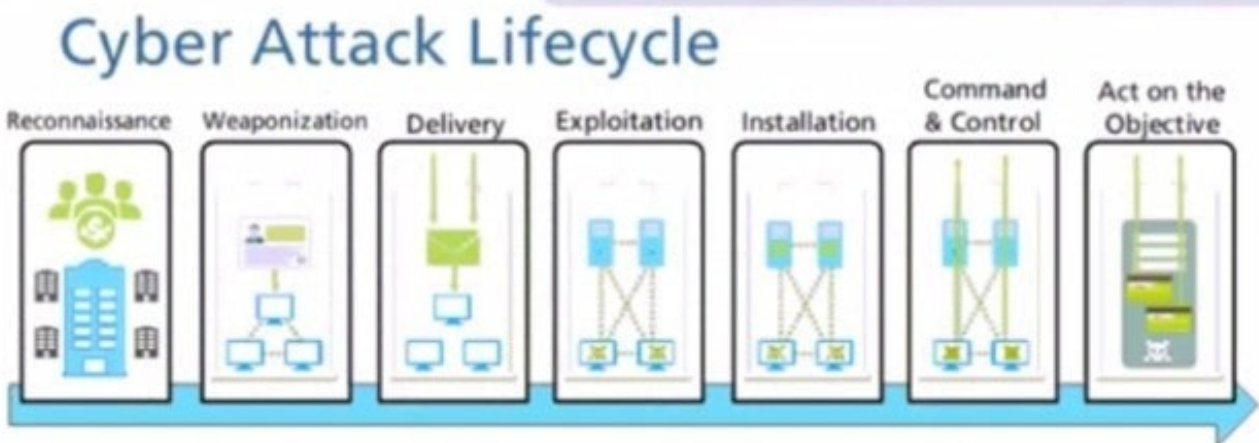 Cyber Attack Lifecycle
Reconnaissance
Weaponization
Delivery
Exploitation
Installation
Command
& Control
Act on the
Objective